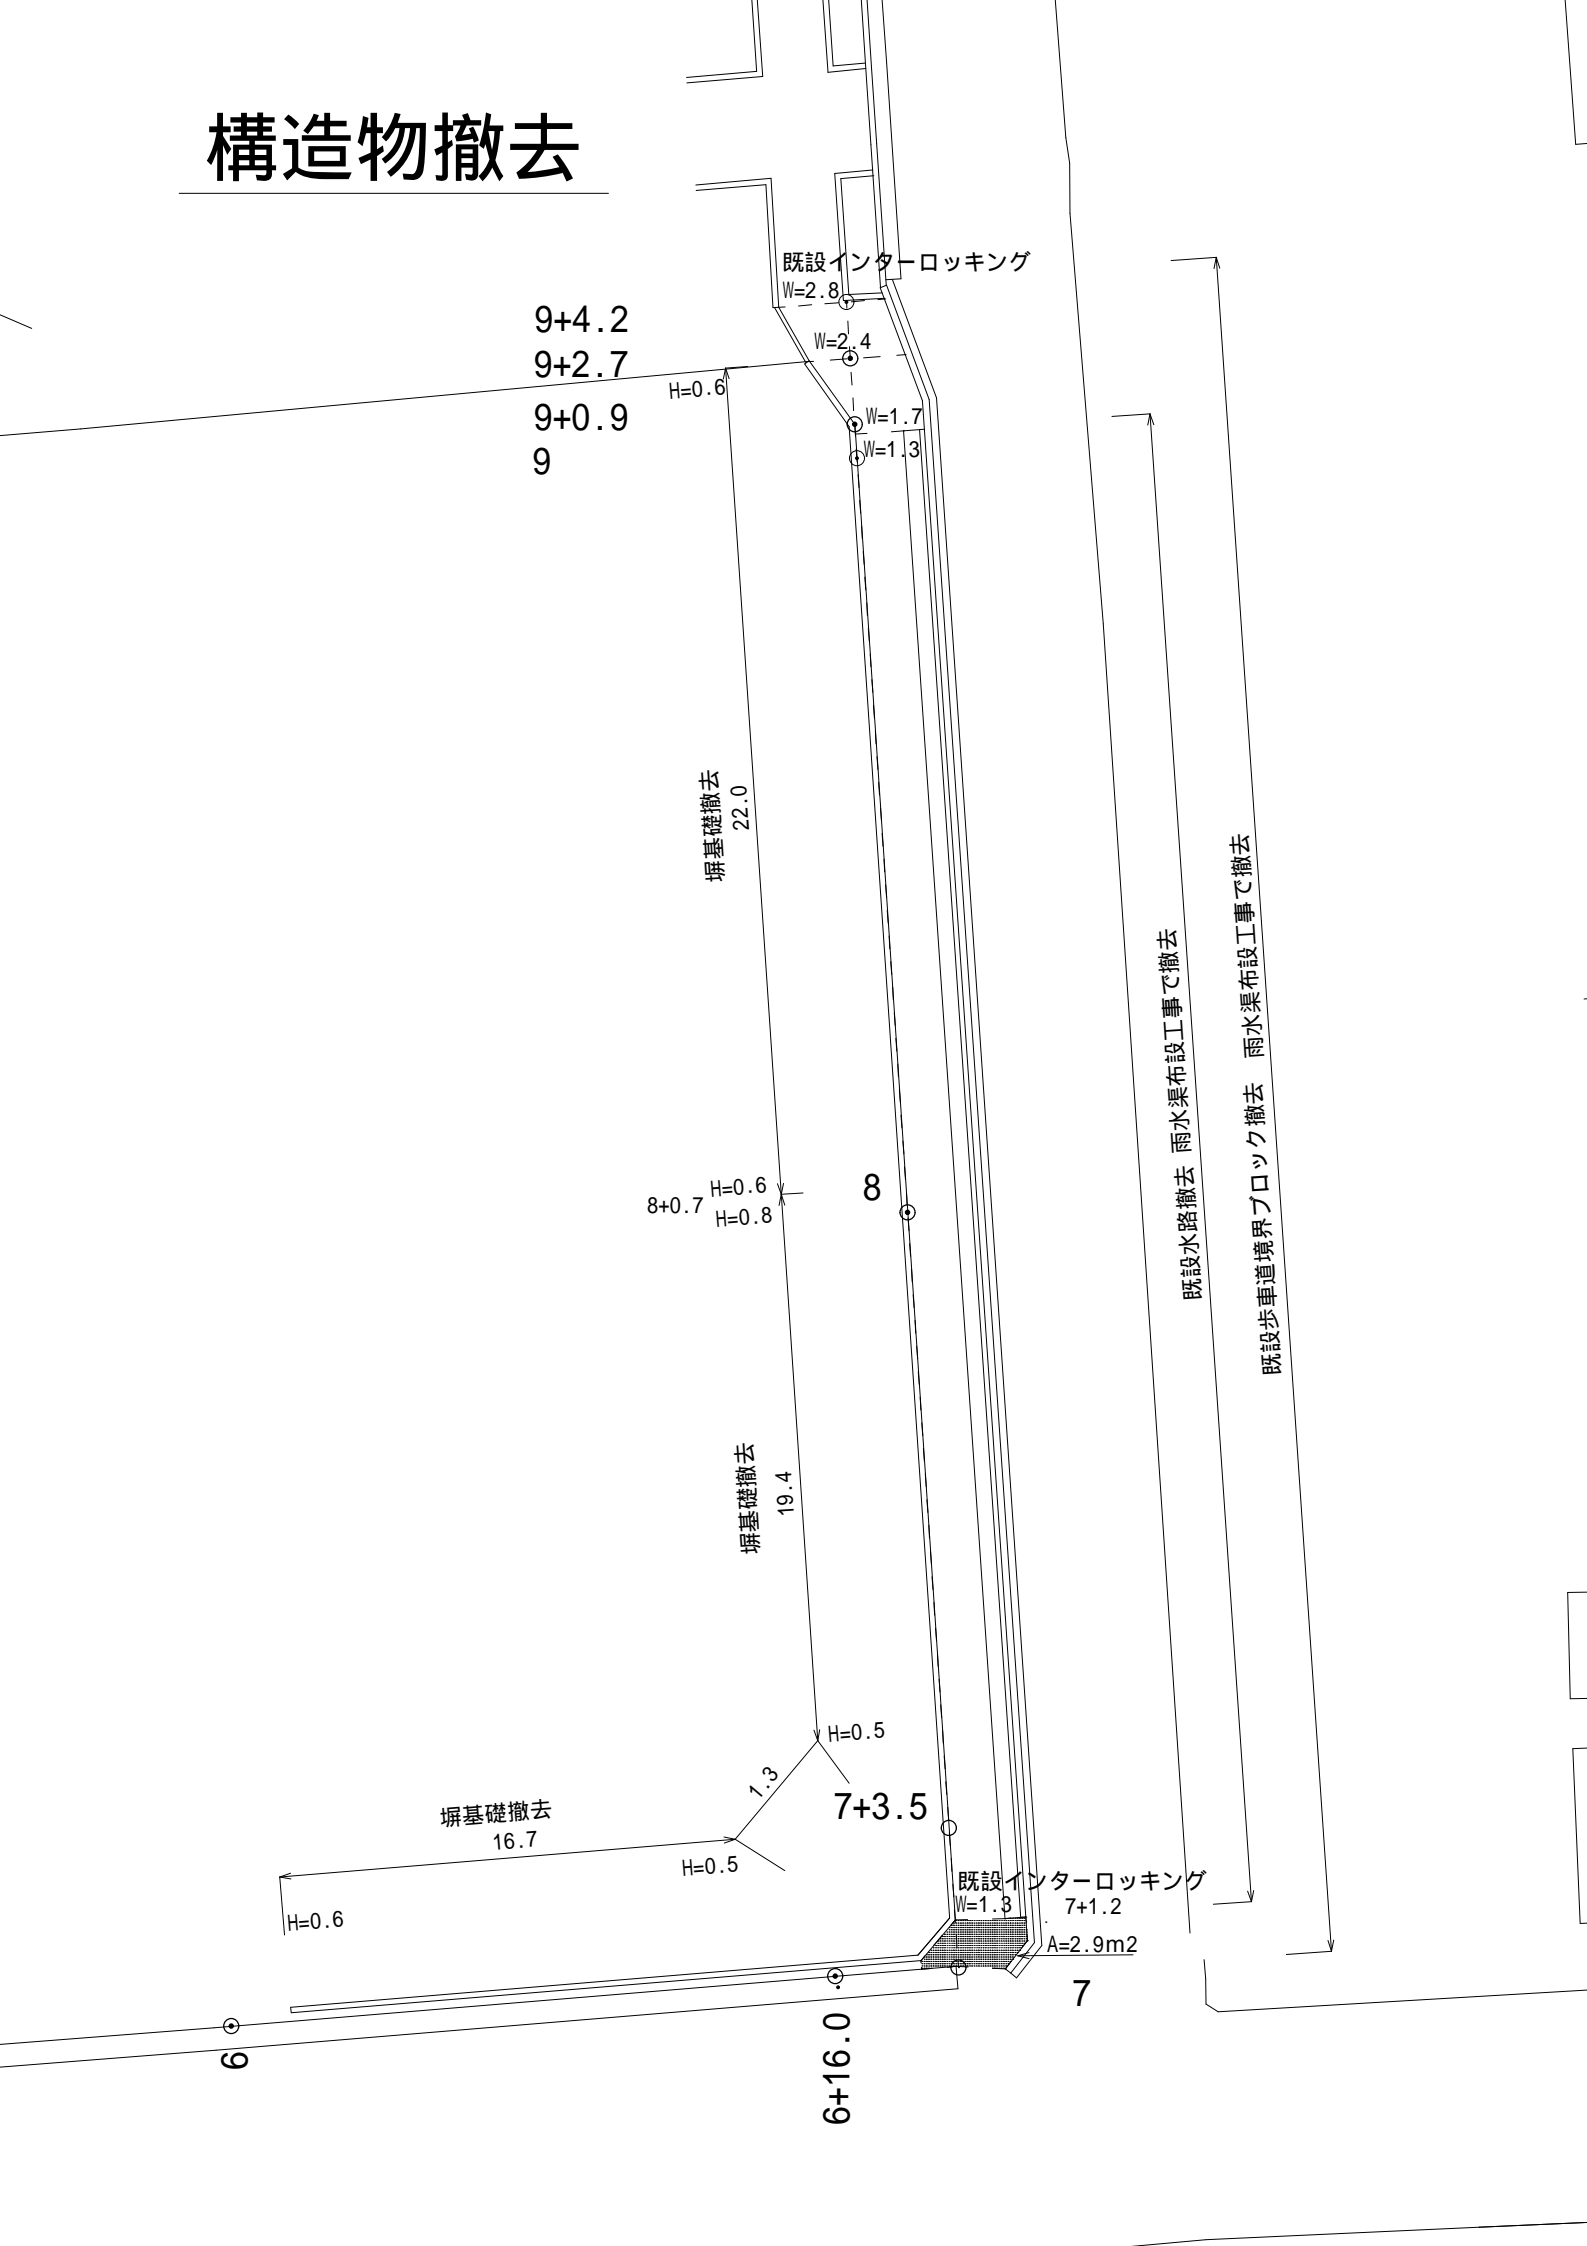 構造物撤去
既設インターロッキング
W=2.8
9+4.2
W=2.4
9+2.7
H=0.6
9+0.9
W=1.7
9
W=1.3
塀基礎撤去
22.0
既設水路撤去 雨水渠布設工事で撤去
既設歩車道境界ブロック撤去 雨水渠布設工事で撤去
8
H=0.6
8+0.7
H=0.8
塀基礎撤去
19.4
H=0.5
1.3
7+3.5
塀基礎撤去
16.7
H=0.5
H=0.6
既設インターロッキング
W=1.3
7+1.2
A=2.9m2
7
6
6+16.0